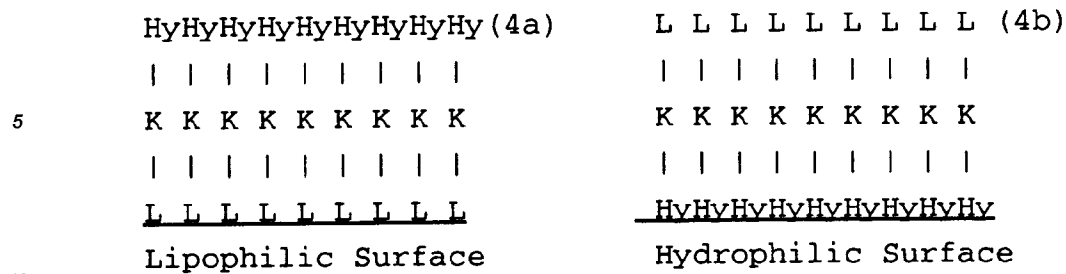 HyHyHyHyHyHyHyHyHy(4a) L L L L L L L L L (4b)
| | | | | | | | | | | | | | | | | |
5 K K K K K K K K K K K K K K K K K K
| | | | | | | | | | | | | | | | | |
L L L L L L L L L HyHyHyHyHyHyHyHyHy
Lipophilic Surface Hydrophilic Surface